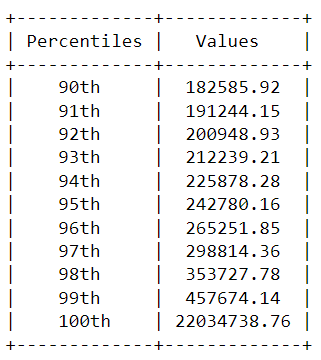 +-------------+------------+
| Percentiles |   Values   |
+-------------+------------+
|    90th     |  182585.92 |
|    91th     |  191244.15 |
|    92th     |  200948.93 |
|    93th     |  212239.21 |
|    94th     |  225878.28 |
|    95th     |  242780.16 |
|    96th     |  265251.85 |
|    97th     |  298814.36 |
|    98th     |  353727.78 |
|    99th     |  457674.14 |
|    100th    | 22034738.76 |
+-------------+------------+